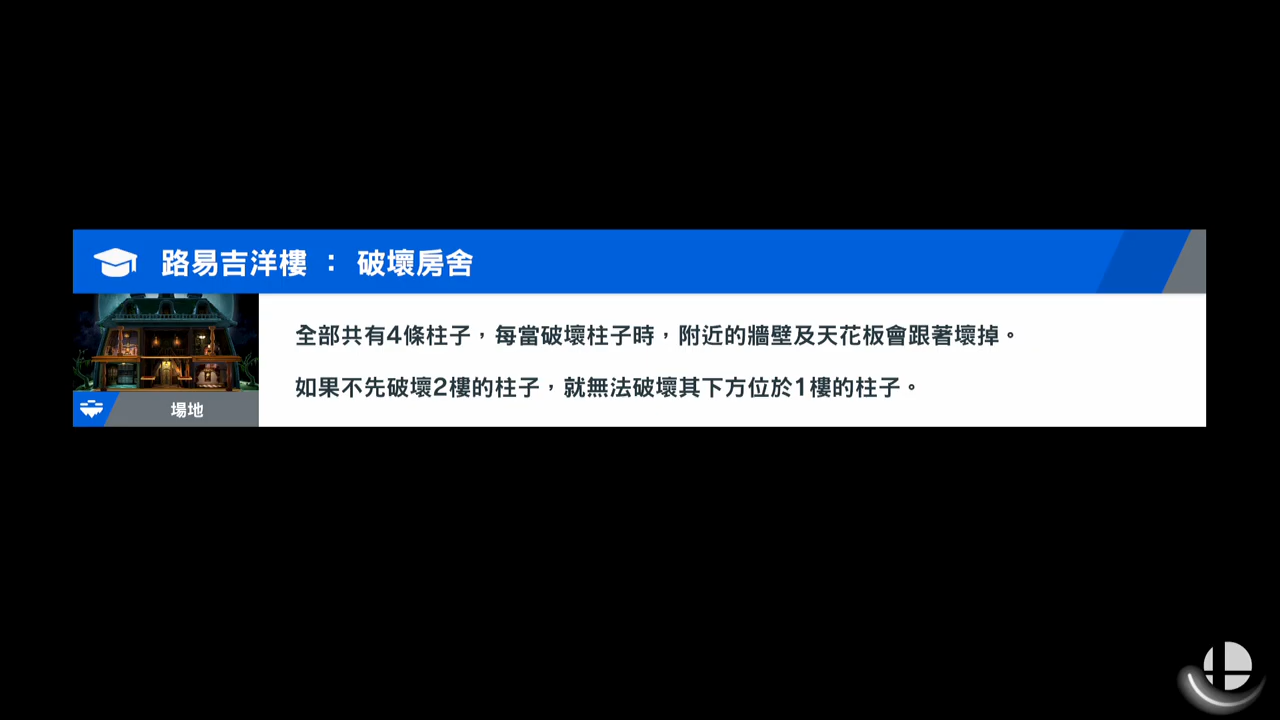 路易吉洋樓 : 破壞房舍
全部共有4條柱子，每當破壞柱子時，附近的牆壁及天花板會跟著壞掉。
如果不先破壞2樓的柱子，就無法破壞其下方位於1樓的柱子。
場地